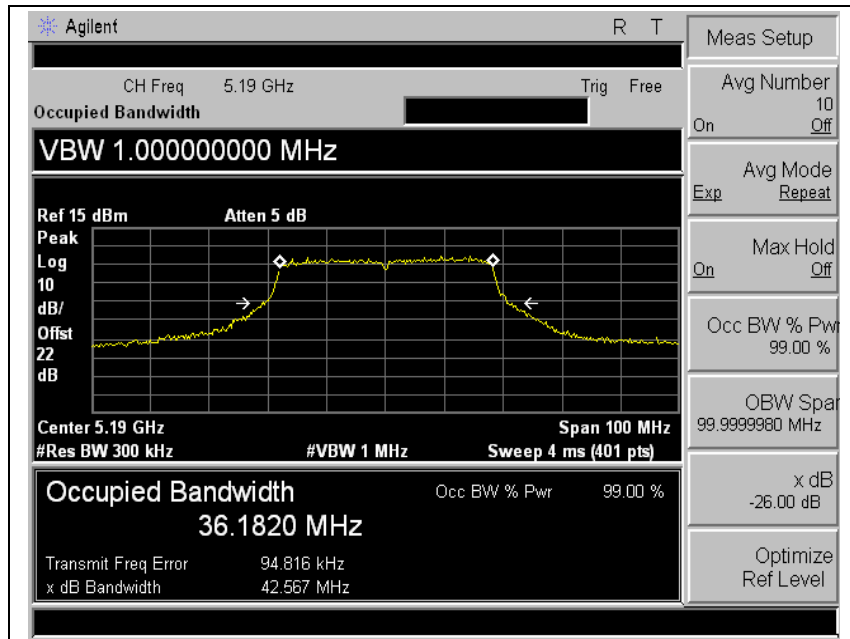 Agilent
R T
CH Freq 5.19 GHz Trig Free
Occupied Bandwidth
VBW 1.000000000 MHz
Ref 15 dBm Atten 5 dB
Peak
Log
10
dB/
Offst
22
dB
Center 5.19 GHz Span 100 MHz
#Res BW 300 kHz #VBW 1 MHz Sweep 4 ms (401 pts)
Occupied Bandwidth Occ BW % Pwr 99.00 %
36.1820 MHz
Transmit Freq Error 94.816 kHz
x dB Bandwidth 42.567 MHz
Meas Setup
Avg Number
10
On Off
Avg Mode
Exp Repeat
Max Hold
On Off
Occ BW % Pwr
99.00 %
OBW Span
99.9999980 MHz
x dB
-26.00 dB
Optimize
Ref Level